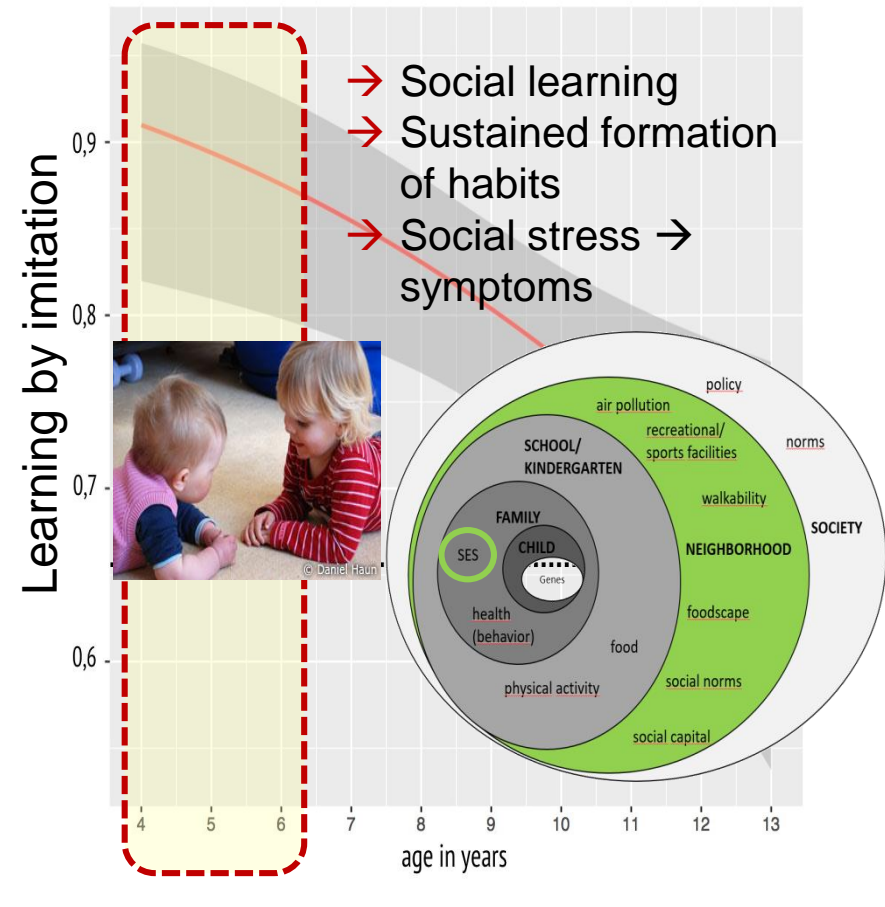 → Social learning
→ Sustained formation
of habits
→ Social stress →
symptoms
Learning by imitation
0,9
0,8
0,7
0,6
© Daniel Haun
policy
air pollution
recreational/
sports facilities
norms
SCHOOL/
KINDERGARTEN
walkability
FAMILY
SOCIETY
SES
CHILD
NEIGHBORHOOD
Genes
health
(behavior)
foodscape
food
physical activity
social norms
social capital
4 5 6 7 8 9 10 11 12 13
age in years